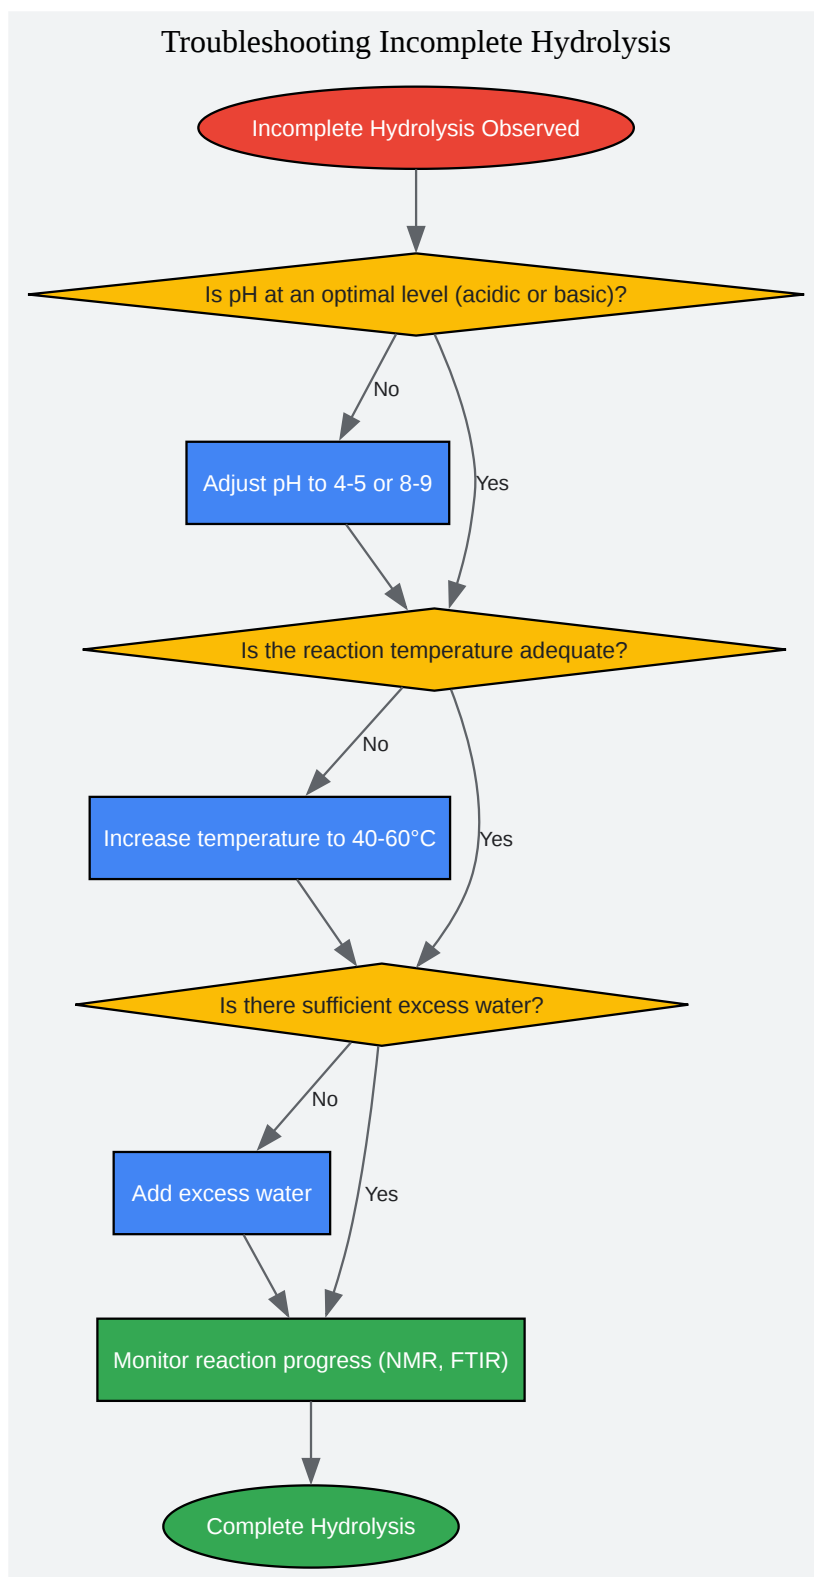 Troubleshooting Incomplete Hydrolysis
Incomplete Hydrolysis Observed
Is pH at an optimal level (acidic or basic)?
No
Adjust pH to 4-5 or 8-9
Yes
Is the reaction temperature adequate?
No
Increase temperature to 40-60°C
Yes
Is there sufficient excess water?
No
Add excess water
Yes
Monitor reaction progress (NMR, FTIR)
Complete Hydrolysis